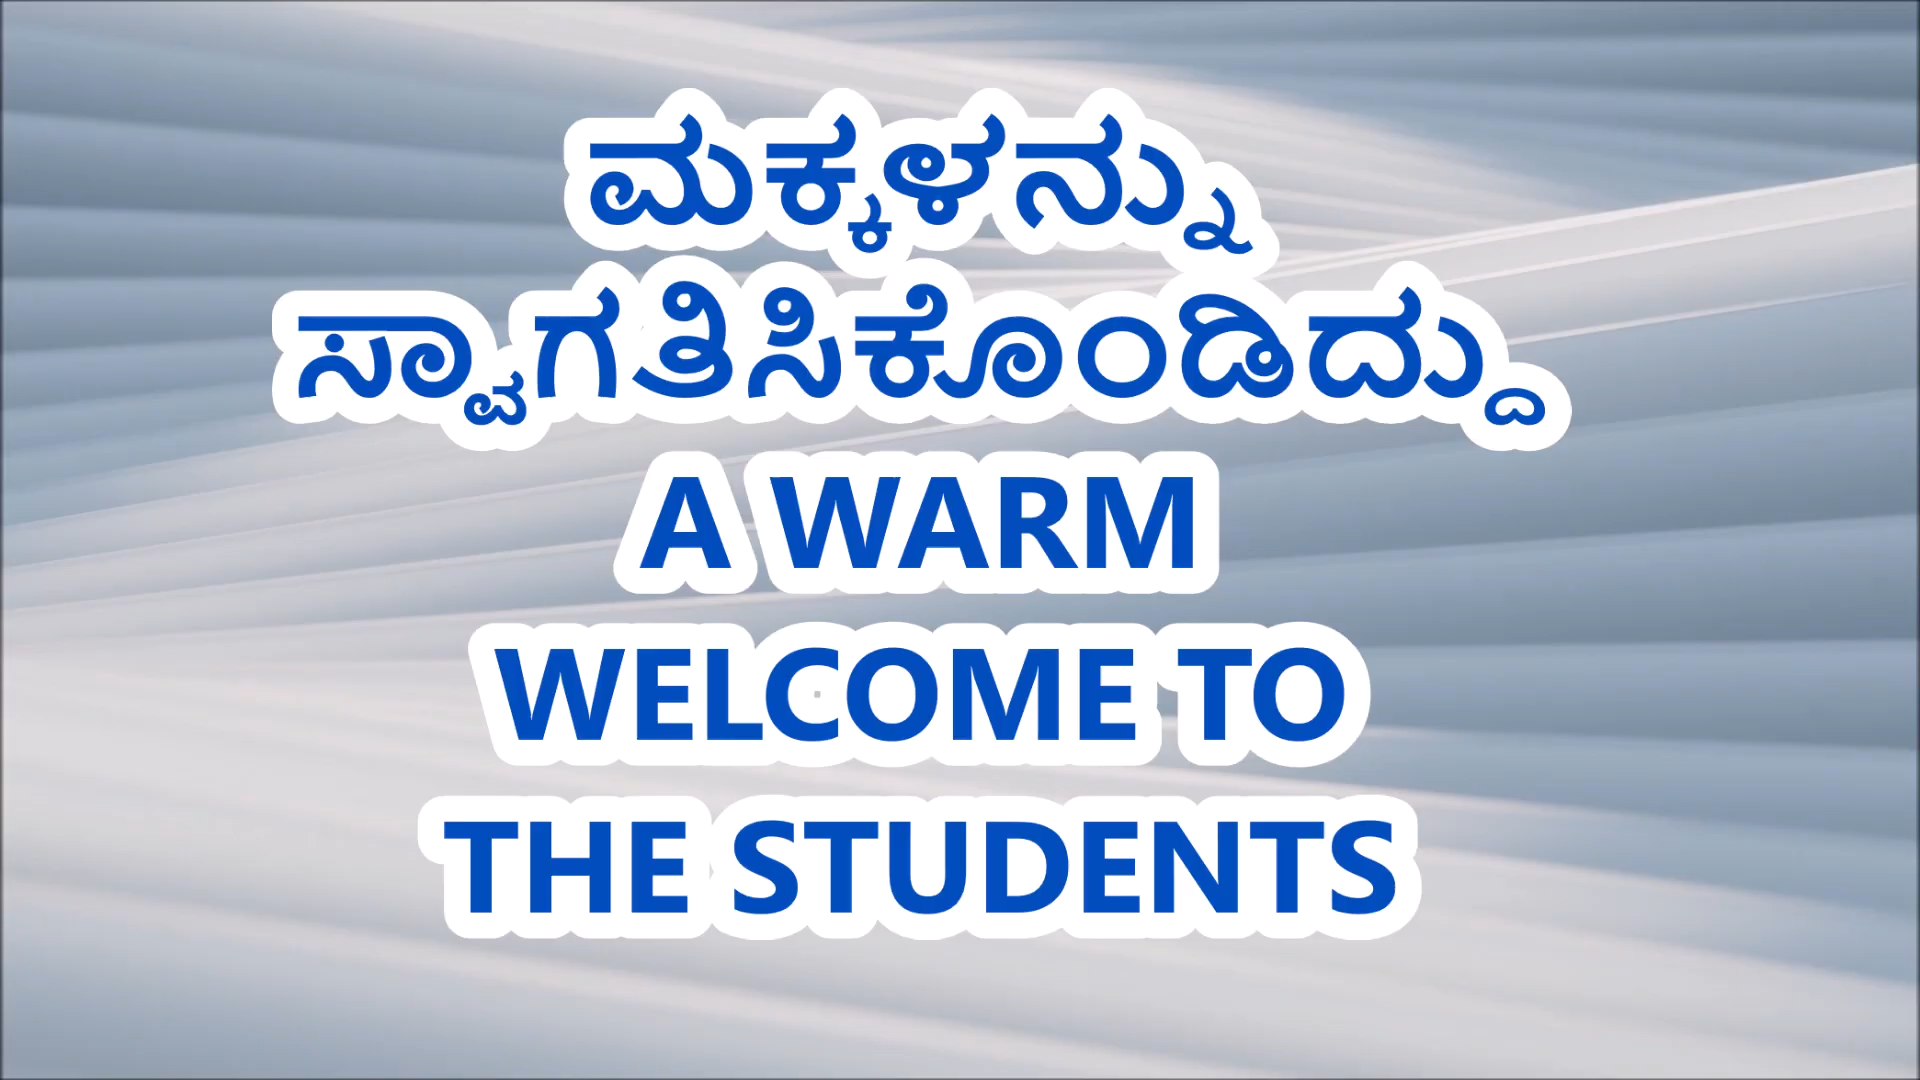 ಮಕ್ಕಳನ್ನು
ಸ್ವಾಗತಿಸಿಕೊಂಡಿದ್ದು
A WARM
WELCOME TO
THE STUDENTS